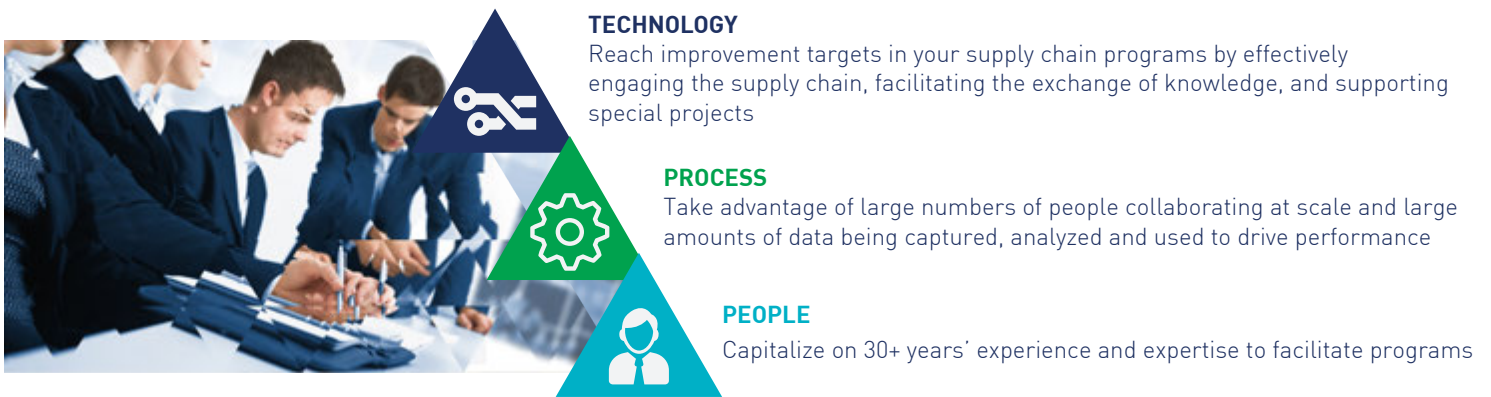 TECHNOLOGY
Reach improvement targets in your supply chain programs by effectively
engaging the supply chain, facilitating the exchange of knowledge, and supporting
special projects
PROCESS
Take advantage of large numbers of people collaborating at scale and large
amounts of data being captured, analyzed and used to drive performance
PEOPLE
Capitalize on 30+ years’ experience and expertise to facilitate programs